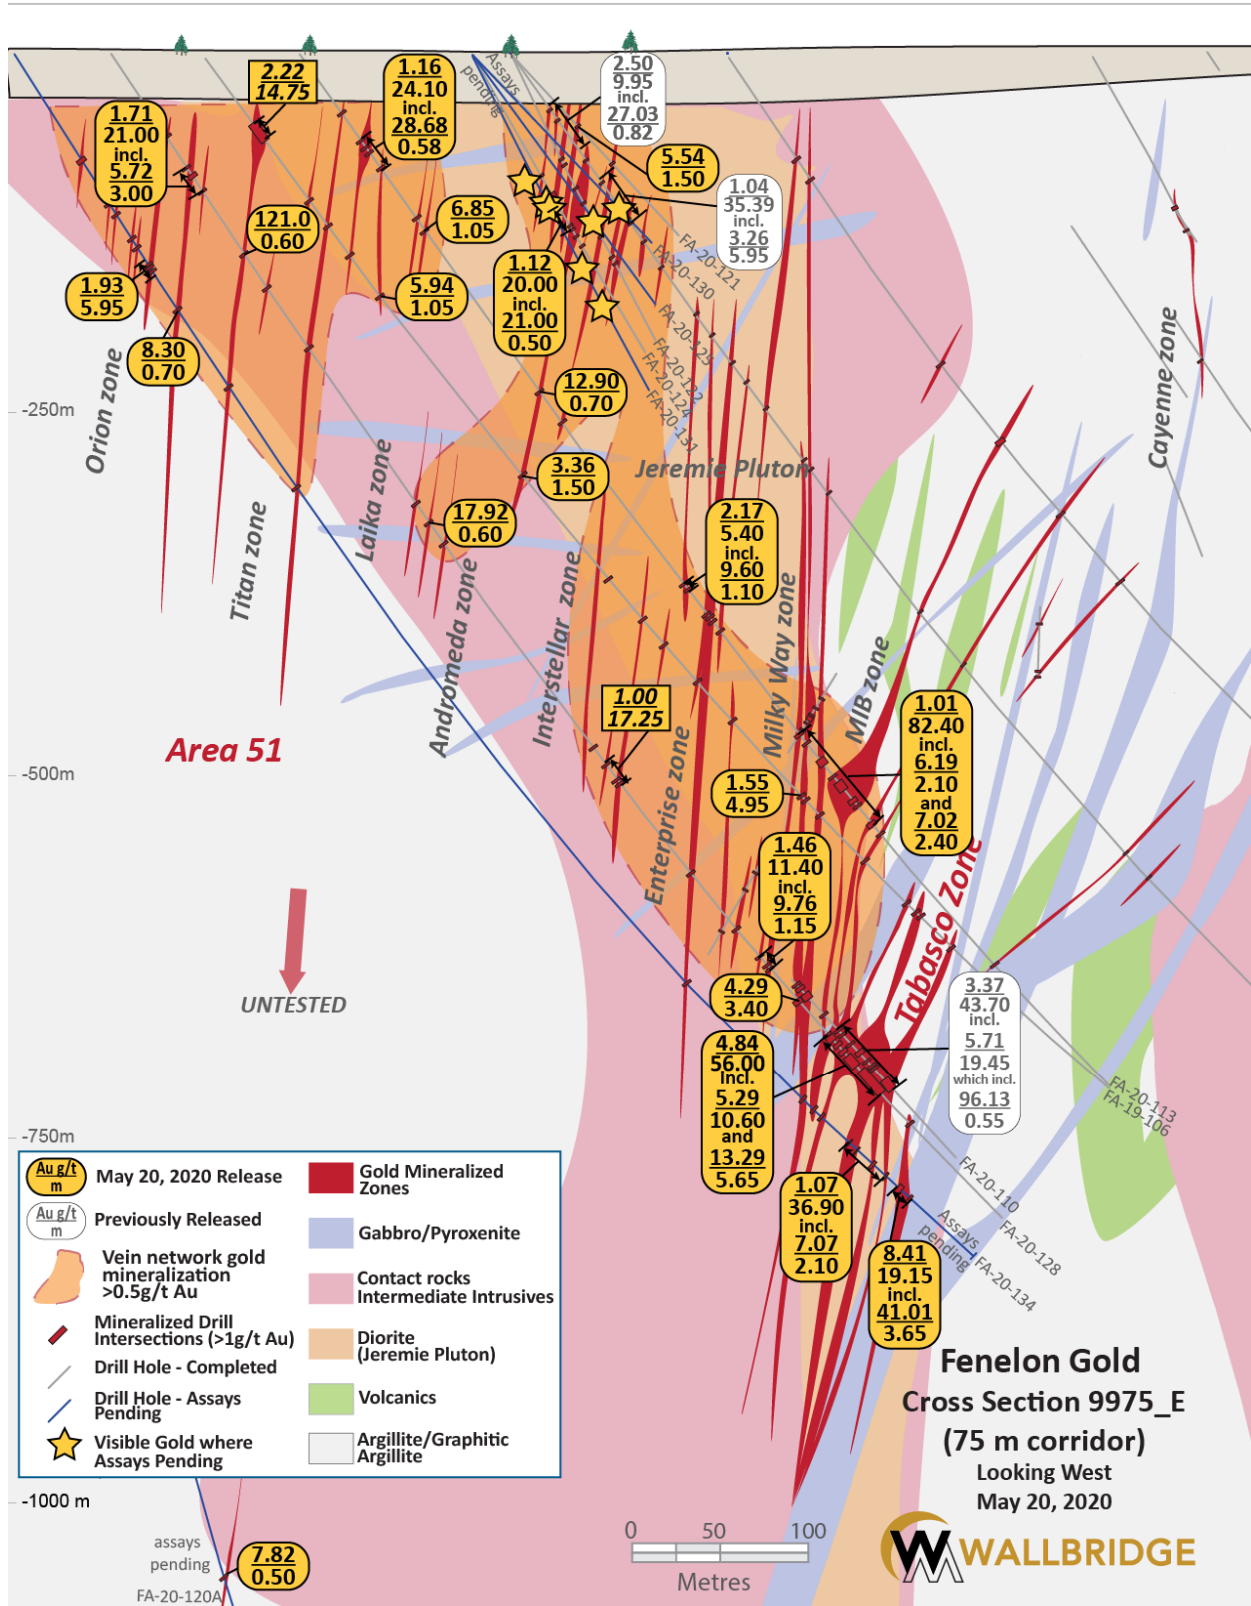 2.22
14.75
1.16
24.10
incl.
28.68
0.58
Assays
pending
2.50
9.95
incl.
27.03
0.82
1.71
21.00
incl.
5.72
3.00
5.54
1.50
1.04
35.39
incl.
3.26
5.95
121.0
0.60
6.85
1.05
1.12
20.00
incl.
21.00
0.50
5.94
1.05
1.93
5.95
8.30
0.70
FA-20-121
FA-20-130
FA-20-125
FA-20-122
FA-20-124
FA-20-131
12.90
0.70
-250m
Orion zone
Cayenne zone
Jeremie Pluton
3.36
1.50
17.92
0.60
Laika zone
Titan zone
2.17
5.40
incl.
9.60
1.10
Andromeda zone
Interstellar zone
Milky Way zone
MIB zone
1.00
17.25
Area 51
-500m
Enterprise zone
1.55
4.95
1.01
82.40
incl.
6.19
2.10
and
7.02
2.40
1.46
11.40
incl.
9.76
1.15
Tabasco Zone
UNTESTED
4.29
3.40
3.37
43.70
incl.
5.71
19.45
which incl.
96.13
0.55
4.84
56.00
incl.
5.29
10.60
and
13.29
5.65
FA-20-113
FA-19-106
-750m
FA-20-110
FA-20-128
Assays
pending
FA-20-134
1.07
36.90
incl.
7.07
2.10
8.41
19.15
incl.
41.01
3.65
Au g/t
m
May 20, 2020 Release
Au g/t
m
Previously Released
Vein network gold
mineralization
>0.5g/t Au
Mineralized Drill
Intersections (>1g/t Au)
Drill Hole - Completed
Drill Hole - Assays
Pending
Visible Gold where
Assays Pending
Gold Mineralized
Zones
Gabbro/Pyroxenite
Contact rocks
Intermediate Intrusives
Diorite
(Jeremie Pluton)
Volcanics
Argillite/Graphitic
Argillite
Fenelon Gold
Cross Section 9975_E
(75 m corridor)
Looking West
May 20, 2020
-1000 m
assays
pending
FA-20-120A
7.82
0.50
0 50 100
Metres
WALLBRIDGE